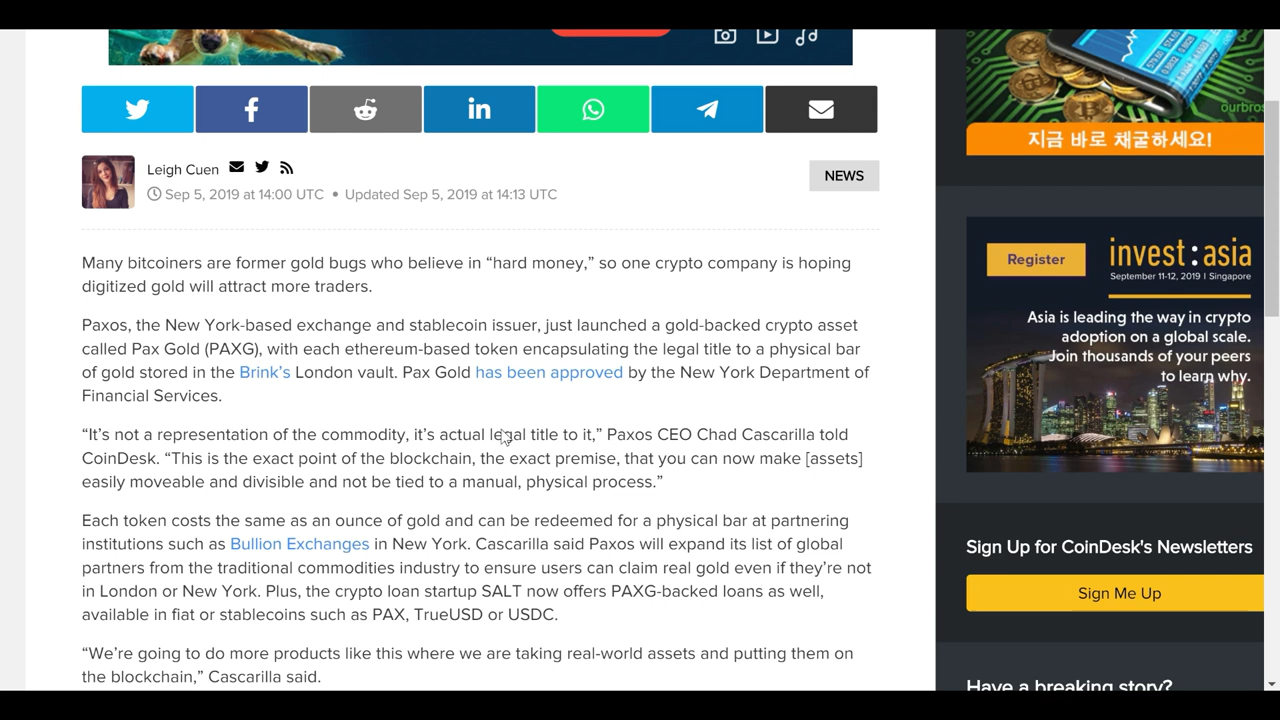 ourbros
지금 바로 채굴하세요!
Leigh Cuen
Sep 5, 2019 at 14:00 UTC • Updated Sep 5, 2019 at 14:13 UTC
NEWS
Many bitcoiners are former gold bugs who believe in “hard money,” so one crypto company is hoping
digitized gold will attract more traders.
Paxos, the New York-based exchange and stablecoin issuer, just launched a gold-backed crypto asset
called Pax Gold (PAXG), with each ethereum-based token encapsulating the legal title to a physical bar
of gold stored in the Brink’s London vault. Pax Gold has been approved by the New York Department of
Financial Services.
“It’s not a representation of the commodity, it’s actual legal title to it,” Paxos CEO Chad Cascarilla told
CoinDesk. “This is the exact point of the blockchain, the exact premise, that you can now make [assets]
easily moveable and divisible and not be tied to a manual, physical process.”
Each token costs the same as an ounce of gold and can be redeemed for a physical bar at partnering
institutions such as Bullion Exchanges in New York. Cascarilla said Paxos will expand its list of global
partners from the traditional commodities industry to ensure users can claim real gold even if they’re not
in London or New York. Plus, the crypto loan startup SALT now offers PAXG-backed loans as well,
available in fiat or stablecoins such as PAX, TrueUSD or USDC.
“We’re going to do more products like this where we are taking real-world assets and putting them on
the blockchain,” Cascarilla said.
Register
invest:asia
September 11-12, 2019 | Singapore
Asia is leading the way in crypto
adoption on a global scale.
Join thousands of your peers
to learn why.
Sign Up for CoinDesk's Newsletters
Sign Me Up
Have a breaking story?